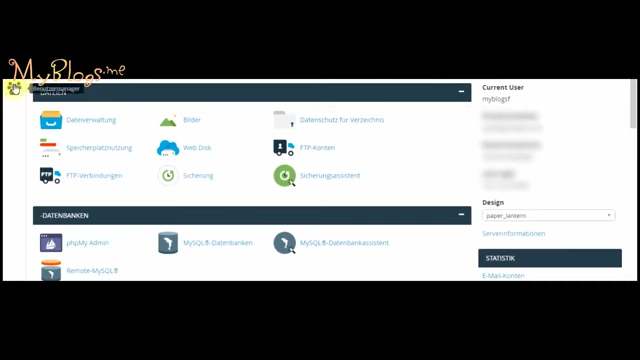 MyBlogs.me
Benutzermanager
DATEIEN
Dateiverwaltung
Bilder
Datenschutz für Verzeichnis
Speicherplatznutzung
Web Disk
FTP-Konten
FTP-Verbindungen
Sicherung
Sicherungsassistent
-DATENBANKEN
phpMy Admin
MySQL®-Datenbanken
MySQL®-Datenbankassistent
Remote-MySQL®
Current User
myblogsf
Design
paper_lantern
Serverinformationen
STATISTIK
E-Mail-Konten